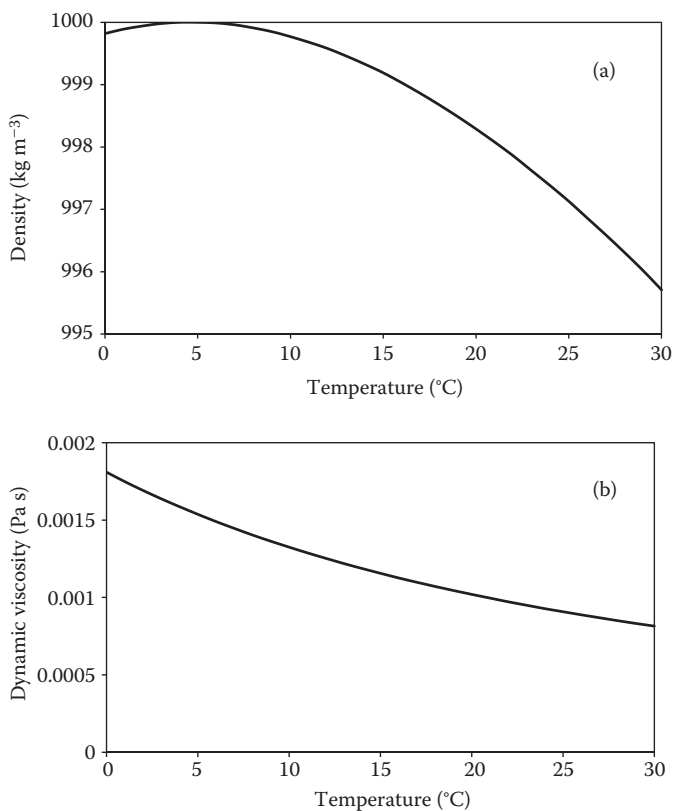 1000
999
998
997
996
995
Density (kg m⁻³)
(a)
0 5 10 15 20 25 30
Temperature (°C)
0.002
0.0015
0.001
0.0005
0
Dynamic viscosity (Pa s)
(b)
0 5 10 15 20 25 30
Temperature (°C)